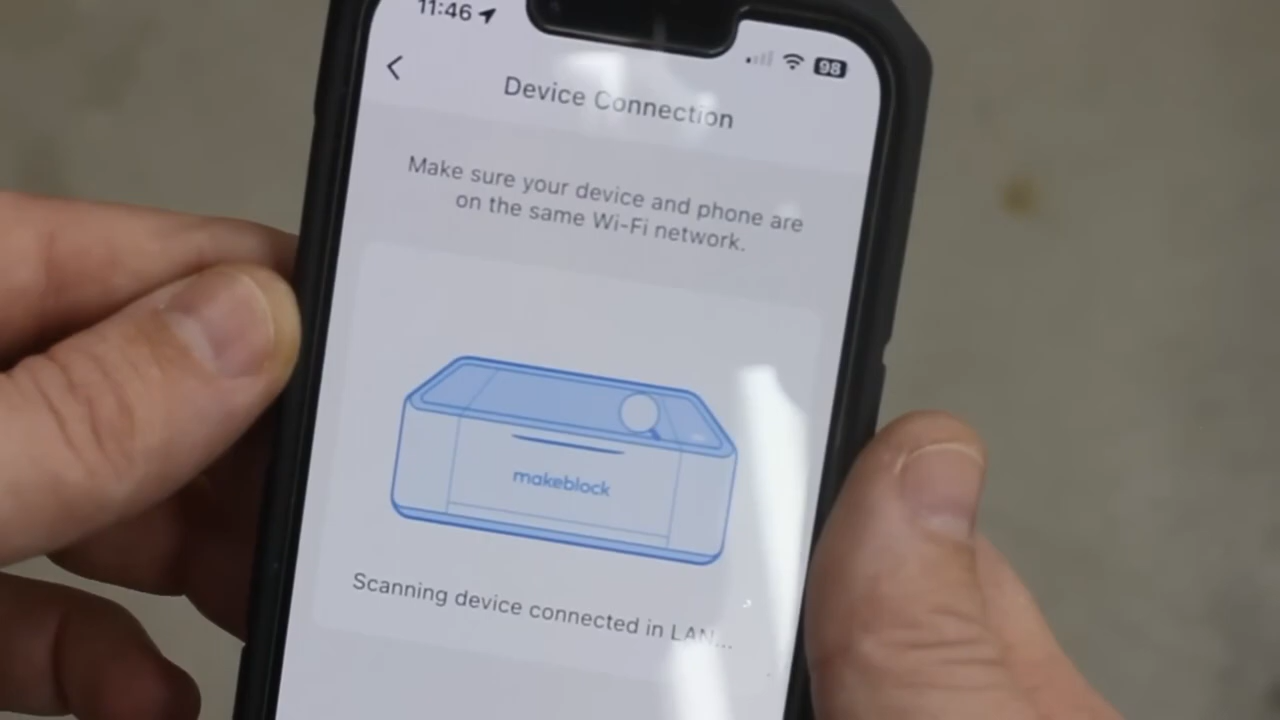 11:46
98
Device Connection
Make sure your device and phone are
on the same Wi-Fi network.
makeblock
Scanning device connected in LAN...